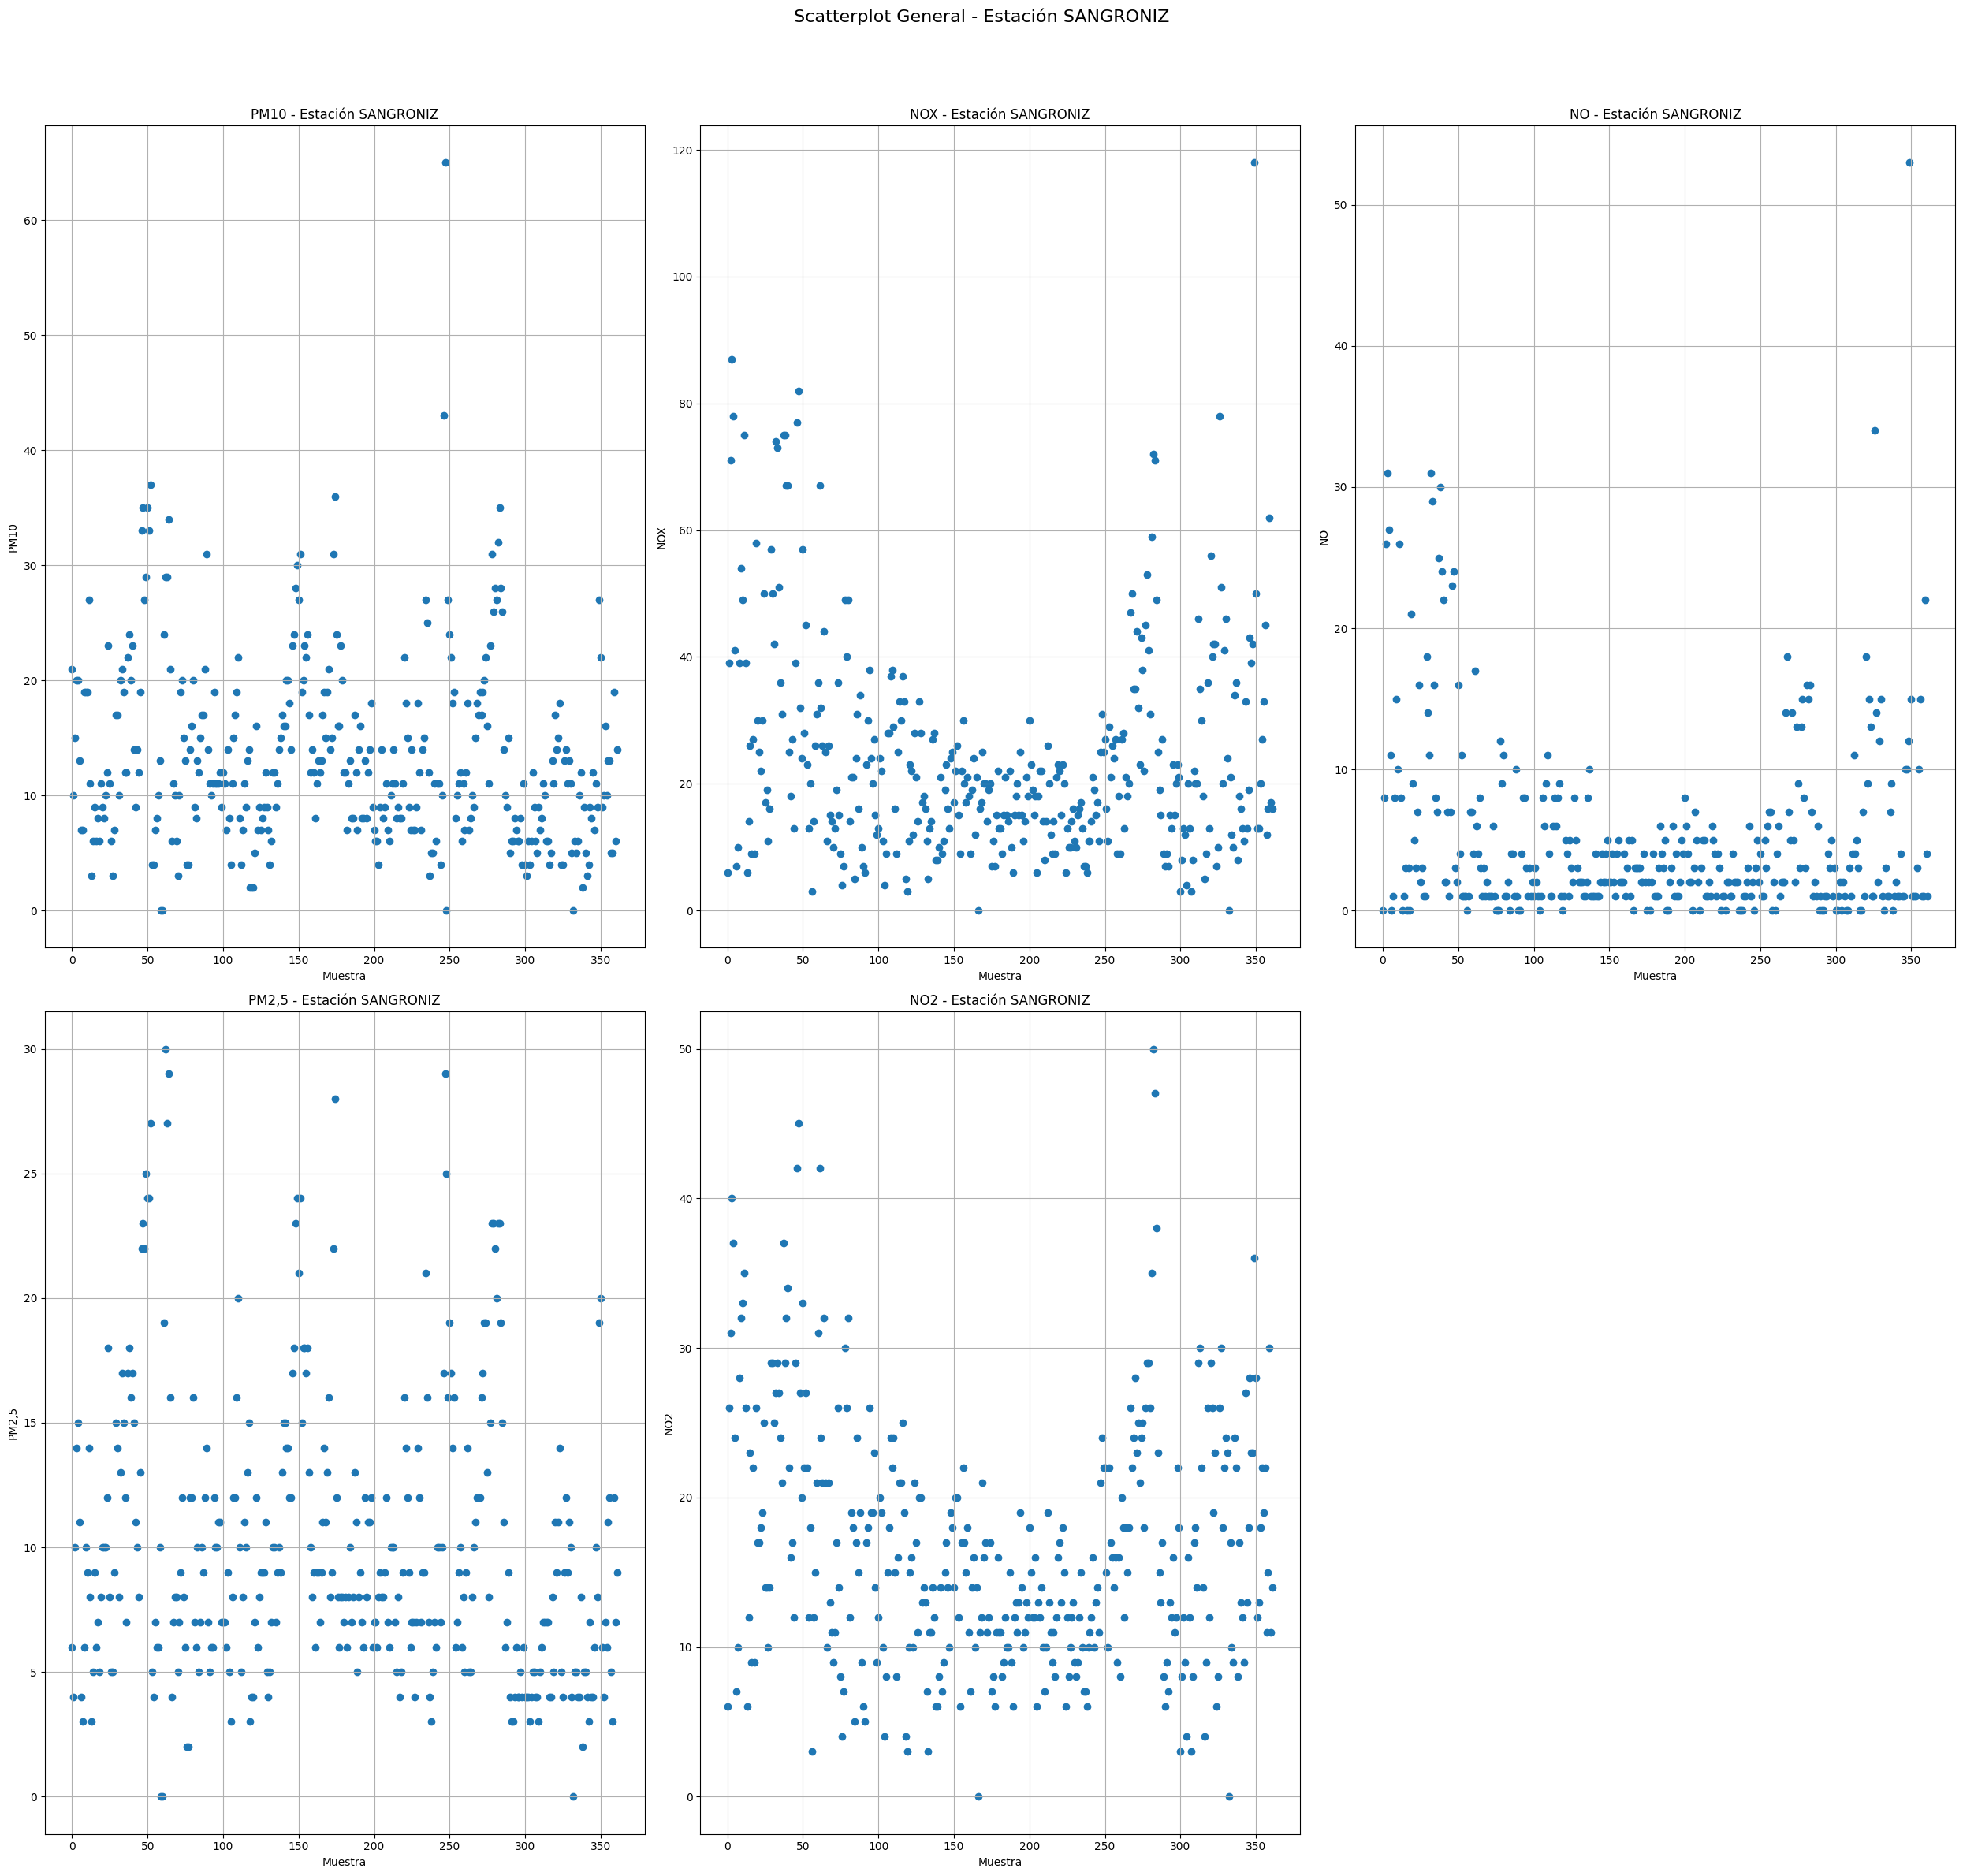 Scatterplot General - Estación SANGRONIZ
PM10 - Estación SANGRONIZ
PM10
60
50
40
30
20
10
0
0 50 100 150 200 250 300 350
Muestra
NOX - Estación SANGRONIZ
NOX
120
100
80
60
40
20
0
0 50 100 150 200 250 300 350
Muestra
NO - Estación SANGRONIZ
NO
50
40
30
20
10
0
0 50 100 150 200 250 300 350
Muestra
PM2,5 - Estación SANGRONIZ
PM2,5
30
25
20
15
10
5
0
0 50 100 150 200 250 300 350
Muestra
NO2 - Estación SANGRONIZ
NO2
50
40
30
20
10
0
0 50 100 150 200 250 300 350
Muestra